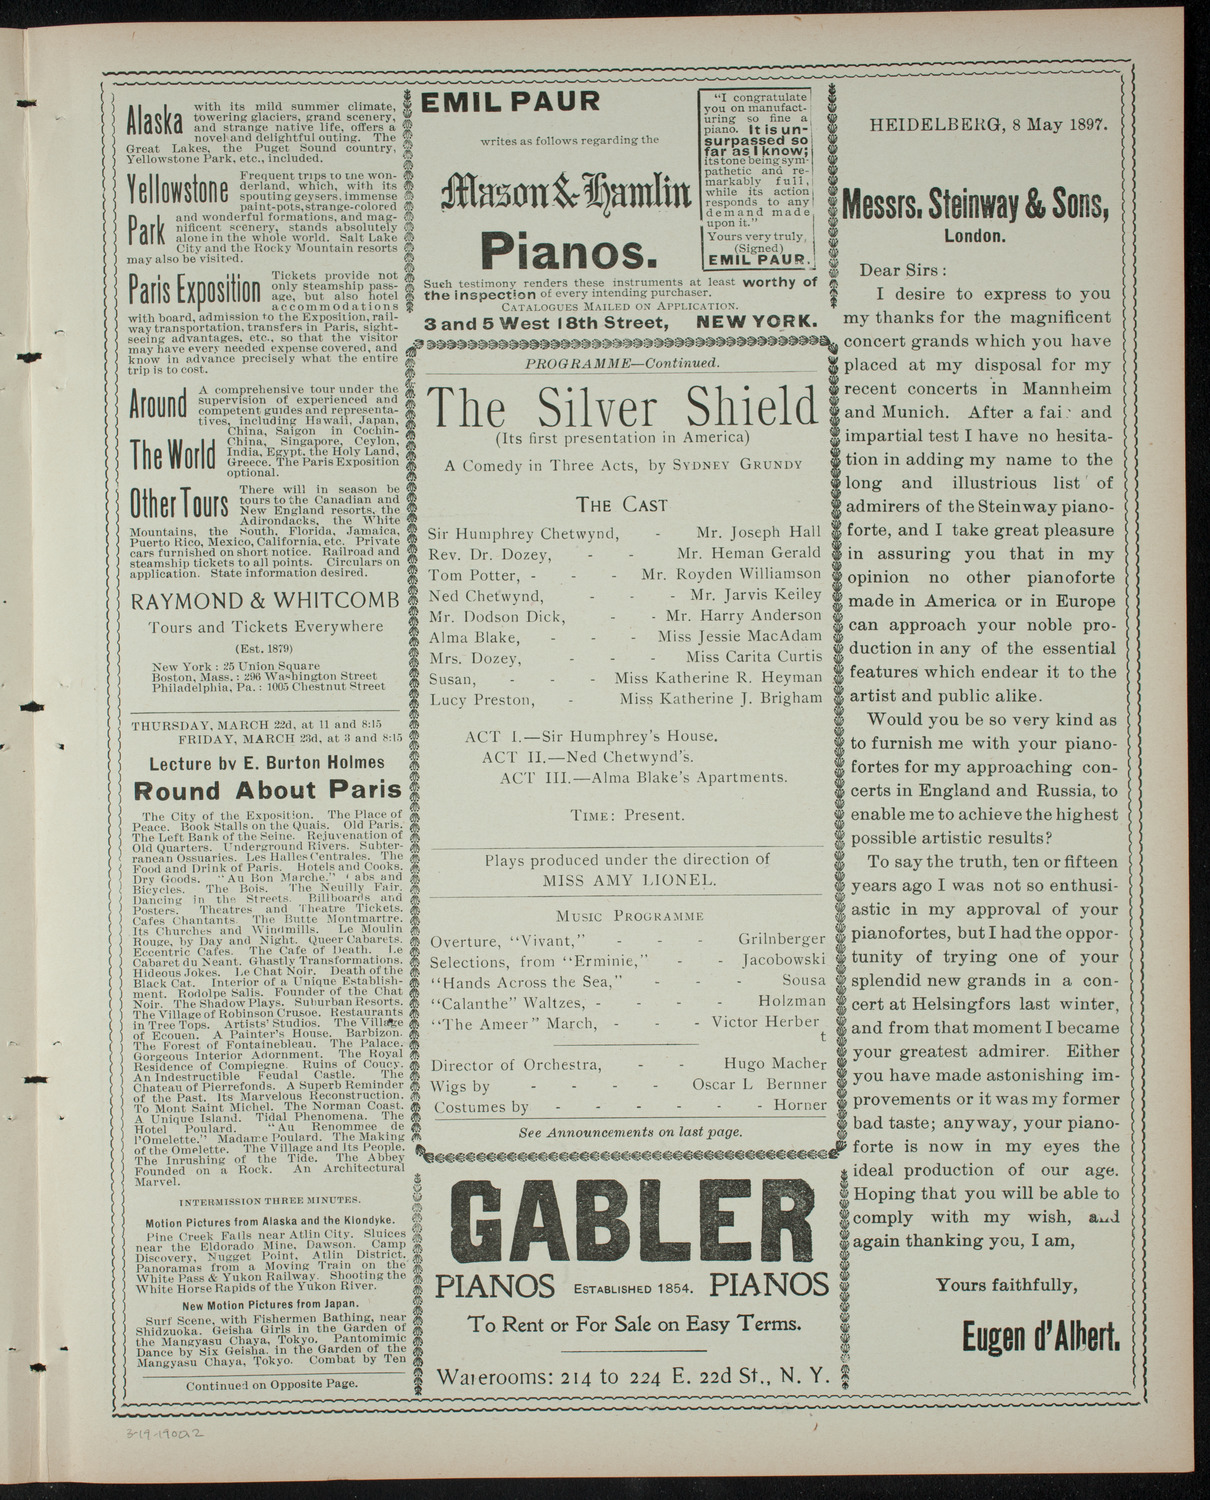 Alaska with its mild summer climate,
towering glaciers, grand scenery,
and strange native life, offers a
novel and delightful outing. The
Great Lakes, the Puget Sound country,
Yellowstone Park, etc., included.
Yellowstone Park
Frequent trips to the won-
derland, which, with its
spouting geysers, immense
paint-pots, strange-colored
and wonderful formations, and mag-
nificent scenery, stands absolutely
alone in the whole world. Salt Lake
City and the Rocky Mountain resorts
may also be visited.
Paris Exposition
Tickets provide not
only steamship pass-
age, but also hotel
accommodations
with board, admission to the Exposition, rail-
way transportation, transfers in Paris, sight-
seeing advantages, etc., so that the visitor
may have every needed expense covered, and
know in advance precisely what the entire
trip is to cost.
Around The World
A comprehensive tour under the
supervision of experienced and
competent guides and representa-
tives, including Hawaii, Japan,
China, Saigon in Cochin-
China, Singapore, Ceylon,
India, Egypt, the Holy Land,
Greece. The Paris Exposition
optional.
Other Tours
There will in season be
tours to the Canadian and
New England resorts, the
Adirondacks, the White
Mountains, the South, Florida, Jamaica,
Puerto Rico, Mexico, California, etc. Private
cars furnished on short notice. Railroad and
steamship tickets to all points. Circulars on
application. State information desired.
RAYMOND & WHITCOMB
Tours and Tickets Everywhere
(Est. 1879)
New York : 25 Union Square
Boston, Mass. : 296 Washington Street
Philadelphia, Pa. : 1005 Chestnut Street
THURSDAY, MARCH 22d, at 11 and 8:15
FRIDAY, MARCH 23d, at 3 and 8:15
Lecture by E. Burton Holmes
Round About Paris
The City of the Exposition. The Place of
Peace. Book Stalls on the Quais. Old Paris.
The Left Bank of the Seine. Rejuvenation of
Old Quarters. Underground Rivers. Subter-
ranean Ossuaries. Les Halles Centrales. The
Food and Drink of Paris. Hotels and Cooks.
Dry Goods. "Au Bon Marche." Cabs and
Bicycles. The Bois. The Neuilly Fair.
Dancing in the Streets. Billboards and
Posters. Theatres and Theatre Tickets.
Cafes Chantants. The Butte Montmartre.
Its Churches and Windmills. Le Moulin
Rouge, by Day and Night. Queer Cabarets.
Eccentric Cafes. The Cafe of Death. Le
Cabaret du Neant. Ghastly Transformations.
Hideous Jokes. Le Chat Noir. Death of the
Black Cat. Interior of a Unique Establish-
ment. Rodolpe Salis. Founder of the Chat
Noir. The Shadow Plays. Suburban Resorts.
The Village of Robinson Crusoe. Restaurants
in Tree Tops. Artists' Studios. The Village
of Ecouen. A Painter's House. Barbizon.
The Forest of Fontainebleau. The Palace.
Gorgeous Interior Adornment. The Royal
Residence of Compiegne. Ruins of Coucy.
An Indestructible Feudal Castle. The
Chateau of Pierrefonds. A Superb Reminder
of the Past. Its Marvelous Reconstruction.
To Mont Saint Michel. The Norman Coast.
A Unique Island. Tidal Phenomena. The
Hotel Poulard. "Au Renommee de
l'Omelette." Madame Poulard. The Making
of the Omelette. The Village and Its People.
The Inrushing of the Tide. The Abbey
Founded on a Rock. An Architectural
Marvel.
INTERMISSION THREE MINUTES.
Motion Pictures from Alaska and the Klondyke.
Pine Creek Falls near Atlin City. Sluices
near the Eldorado Mine, Dawson. Camp
Discovery, Nugget Point, Atlin District.
Panoramas from a Moving Train on the
White Pass & Yukon Railway. Shooting the
White Horse Rapids of the Yukon River.
New Motion Pictures from Japan.
Surf Scene, with Fishermen Bathing, near
Shidzuoka. Geisha Girls in the Garden of
the Mangyasu Chaya, Tokyo. Pantomimic
Dance by Six Geisha. in the Garden of the
Mangyasu Chaya, Tokyo. Combat by Ten
Continued on Opposite Page.
EMIL PAUR
writes as follows regarding the
Mason & Hamlin
Pianos.
"I congratulate
you on manufact-
uring so fine a
piano. It is un-
surpassed so
far as I know;
its tone being sym-
pathetic and re-
markably full,
while its action
responds to any
demand made
upon it."
Yours very truly,
(Signed)
EMIL PAUR.
Such testimony renders these instruments at least worthy of
the inspection of every intending purchaser.
CATALOGUES MAILED ON APPLICATION.
3 and 5 West 18th Street, NEW YORK.
PROGRAMME—Continued.
The Silver Shield
(Its first presentation in America)
A Comedy in Three Acts, by SYDNEY GRUNDY
THE CAST
Sir Humphrey Chetwynd, - Mr. Joseph Hall
Rev. Dr. Dozey, - - Mr. Heman Gerald
Tom Potter, - - - Mr. Royden Williamson
Ned Chetwynd, - - - Mr. Jarvis Keiley
Mr. Dodson Dick, - - Mr. Harry Anderson
Alma Blake, - - - Miss Jessie MacAdam
Mrs. Dozey, - - - Miss Carita Curtis
Susan, - - - Miss Katherine R. Heyman
Lucy Preston, - Miss Katherine J. Brigham
ACT I.—Sir Humphrey's House.
ACT II.—Ned Chetwynd's.
ACT III.—Alma Blake's Apartments.
TIME: Present.
Plays produced under the direction of
MISS AMY LIONEL.
MUSIC PROGRAMME
Overture, "Vivant," - - - Grilnberger
Selections, from "Erminie," - - Jacobowski
"Hands Across the Sea," - - - Sousa
"Calanthe" Waltzes, - - - - Holzman
"The Ameer" March, - - - Victor Herber
t
Director of Orchestra, - - Hugo Macher
Wigs by - - - - Oscar L Bernner
Costumes by - - - - - - Horner
See Announcements on last page.
GABLER
PIANOS ESTABLISHED 1854. PIANOS
To Rent or For Sale on Easy Terms.
Warerooms: 214 to 224 E. 22d St., N. Y.
HEIDELBERG, 8 May 1897.
Messrs. Steinway & Sons,
London.
Dear Sirs :
I desire to express to you
my thanks for the magnificent
concert grands which you have
placed at my disposal for my
recent concerts in Mannheim
and Munich. After a fair and
impartial test I have no hesita-
tion in adding my name to the
long and illustrious list of
admirers of the Steinway piano-
forte, and I take great pleasure
in assuring you that in my
opinion no other pianoforte
made in America or in Europe
can approach your noble pro-
duction in any of the essential
features which endear it to the
artist and public alike.
Would you be so very kind as
to furnish me with your piano-
fortes for my approaching con-
certs in England and Russia, to
enable me to achieve the highest
possible artistic results?
To say the truth, ten or fifteen
years ago I was not so enthusi-
astic in my approval of your
pianofortes, but I had the oppor-
tunity of trying one of your
splendid new grands in a con-
cert at Helsingfors last winter,
and from that moment I became
your greatest admirer. Either
you have made astonishing im-
provements or it was my former
bad taste; anyway, your piano-
forte is now in my eyes the
ideal production of our age.
Hoping that you will be able to
comply with my wish, and
again thanking you, I am,
Yours faithfully,
Eugen d'Albert.
3-19-1900 2